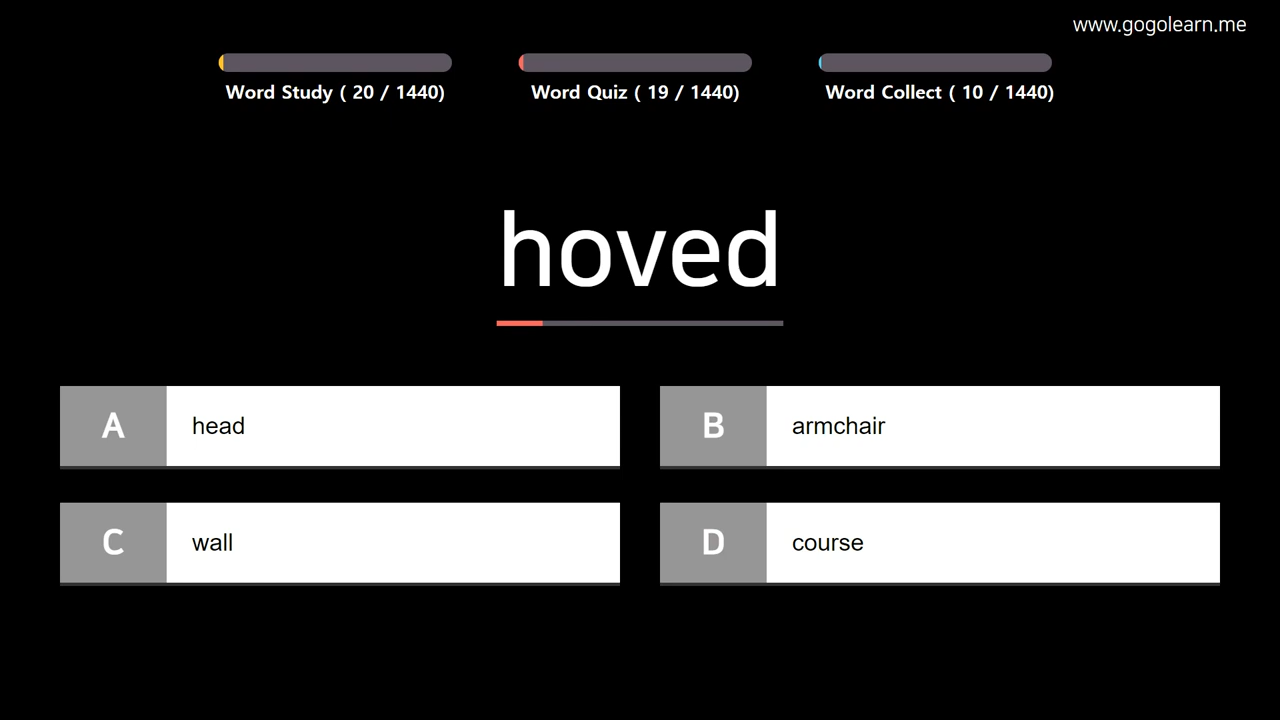 www.gogolearn.me
Word Study ( 20 / 1440)
Word Quiz ( 19 / 1440)
Word Collect ( 10 / 1440)
hoved
A head
B armchair
C wall
D course